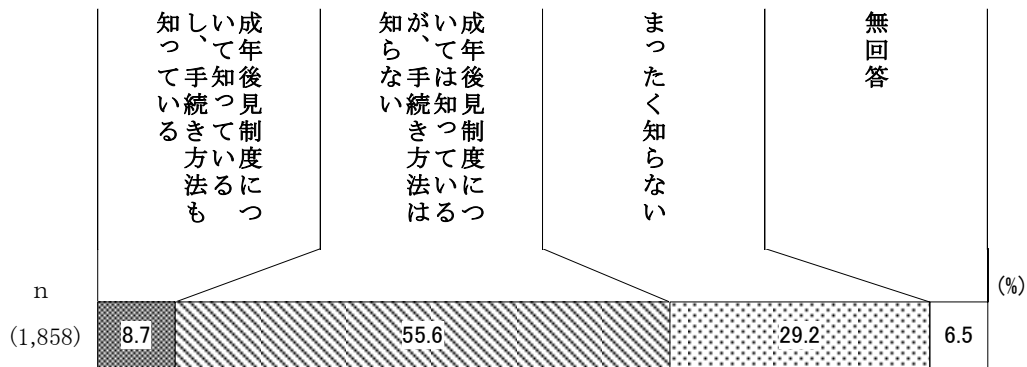 成年後見制度につ
いて知っている
し、手続き方法も
知っている
成年後見制度につ
いては知っている
が、手続き方法は
知らない
まったく知らない
無回答
(%)
n
(1,858)
8.7
55.6
29.2
6.5